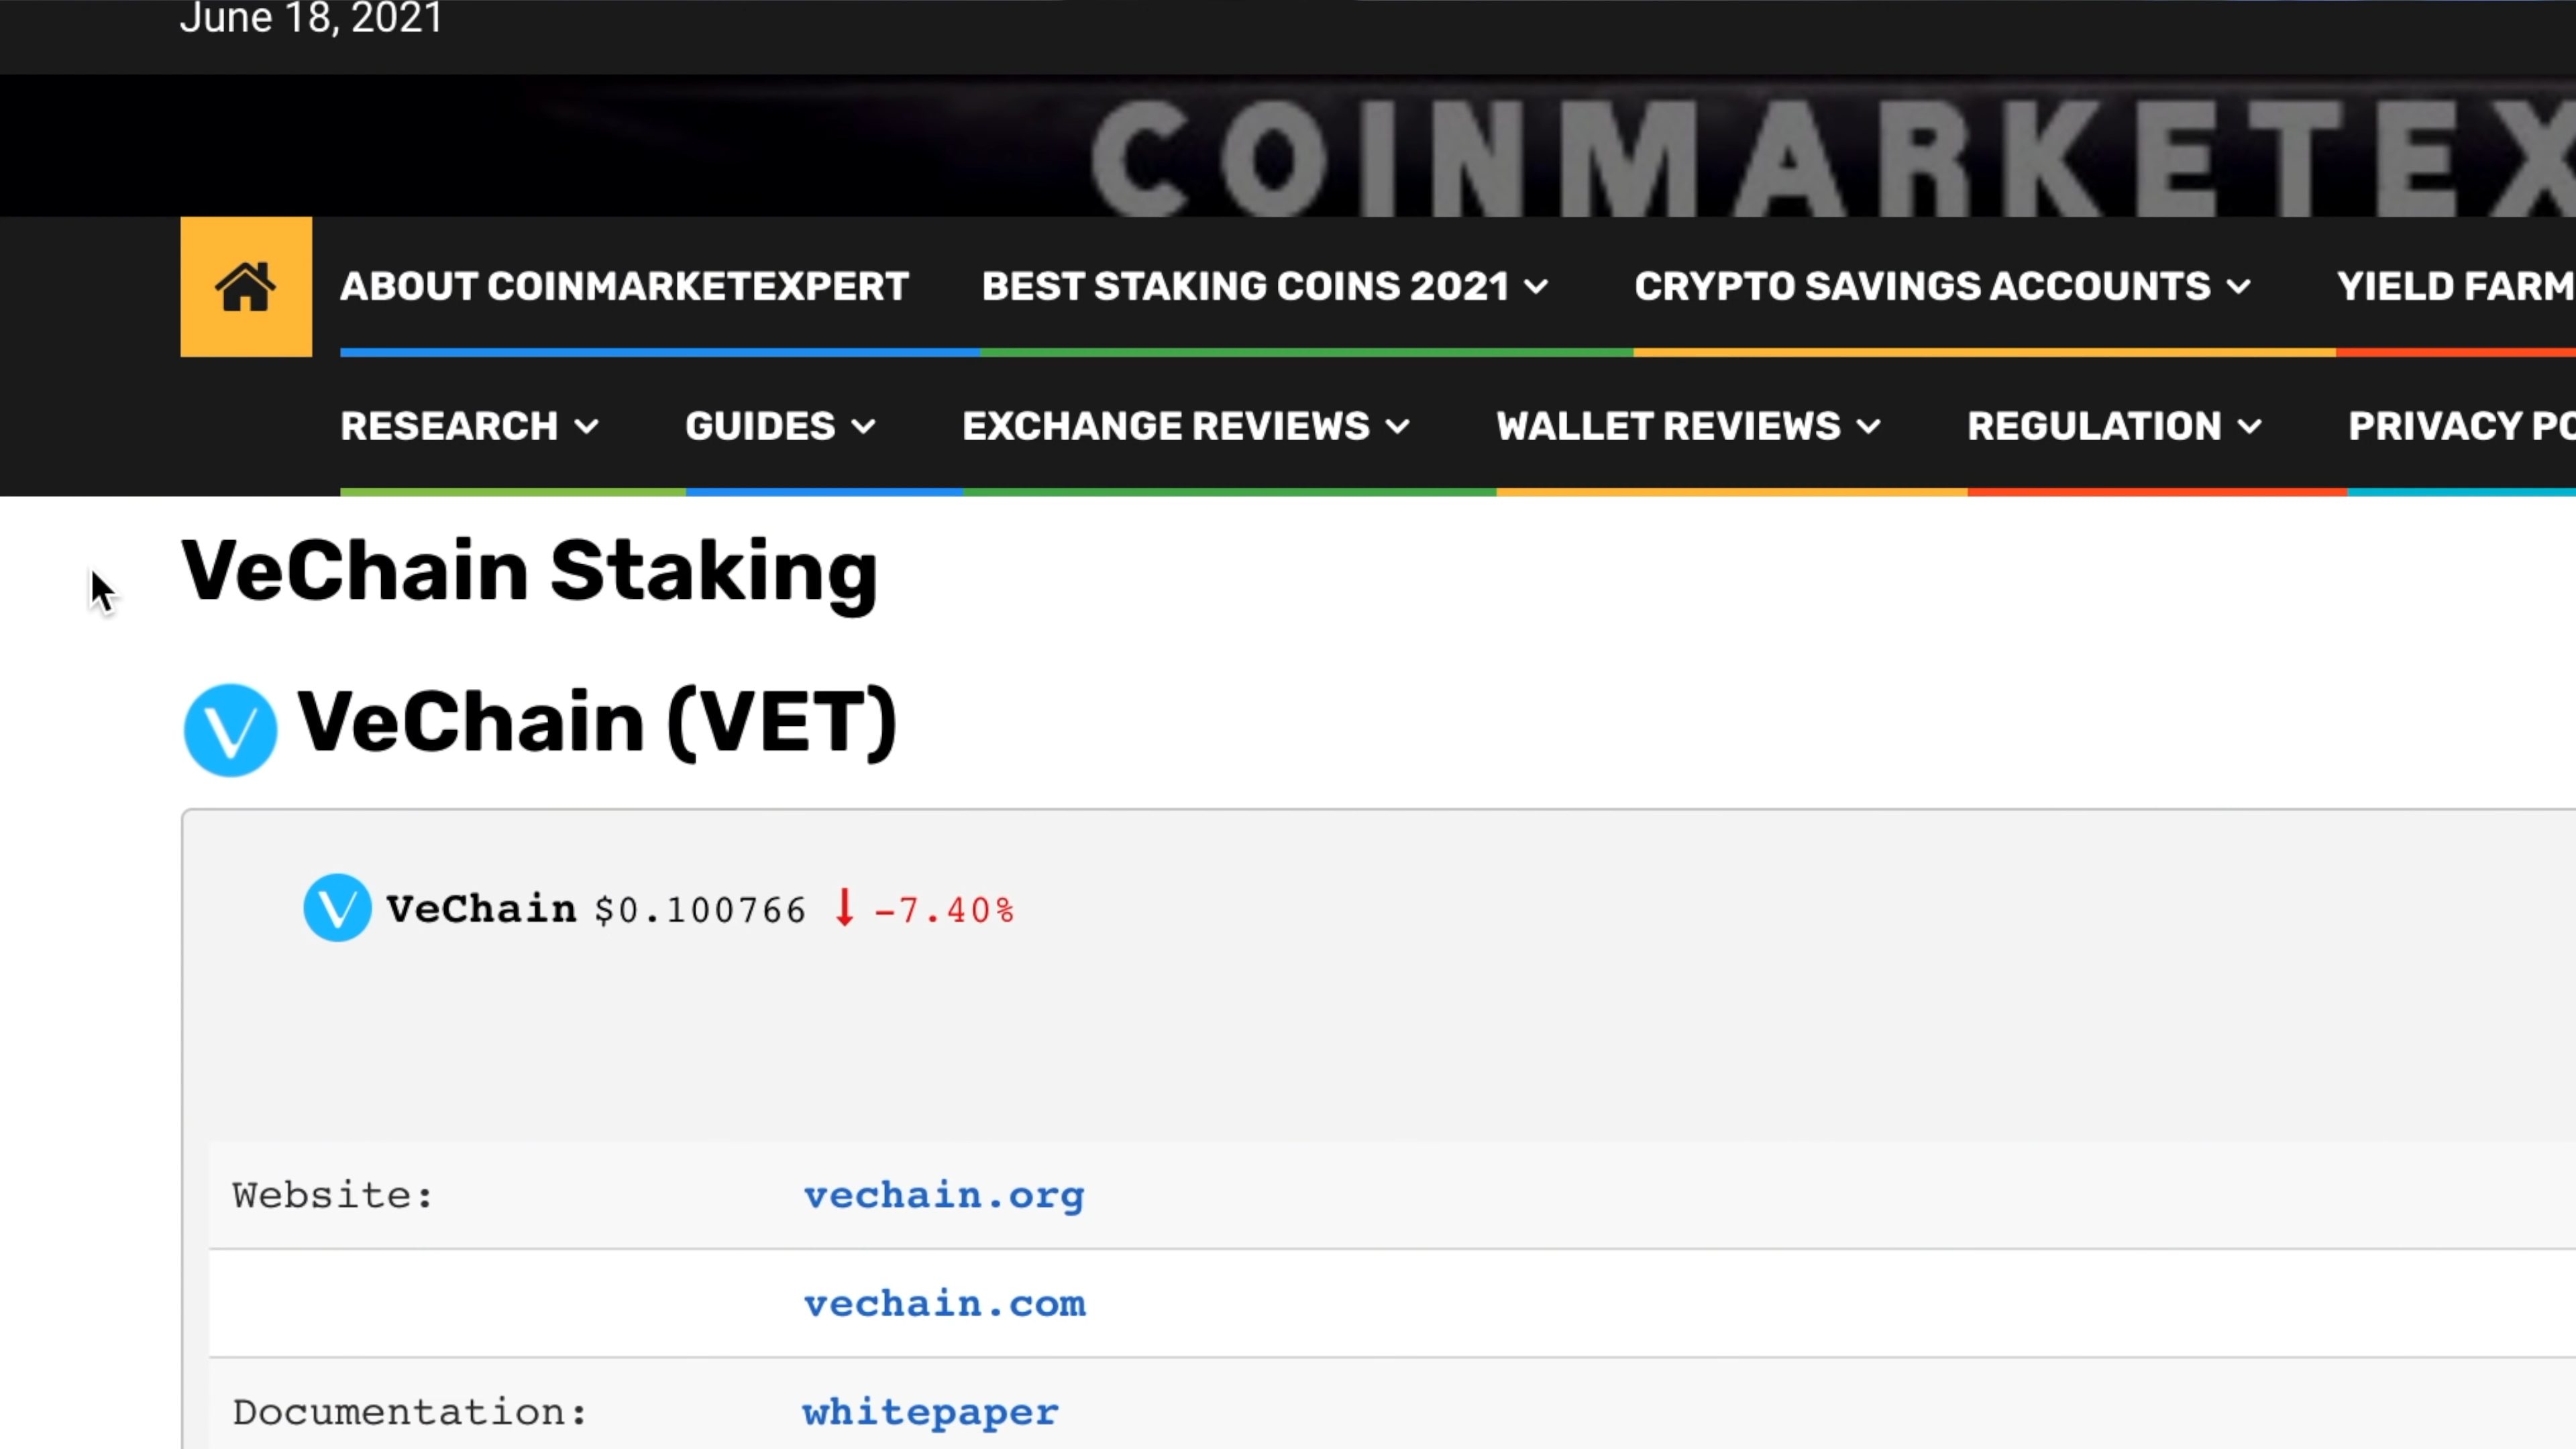 June 18, 2021
COINMARKETEX
ABOUT COINMARKETEXPERT BEST STAKING COINS 2021 CRYPTO SAVINGS ACCOUNTS YIELD FARM
RESEARCH GUIDES EXCHANGE REVIEWS WALLET REVIEWS REGULATION PRIVACY PO
VeChain Staking
VeChain (VET)
VeChain $0.100766 ↓ -7.40%
Website: vechain.org
vechain.com
Documentation: whitepaper